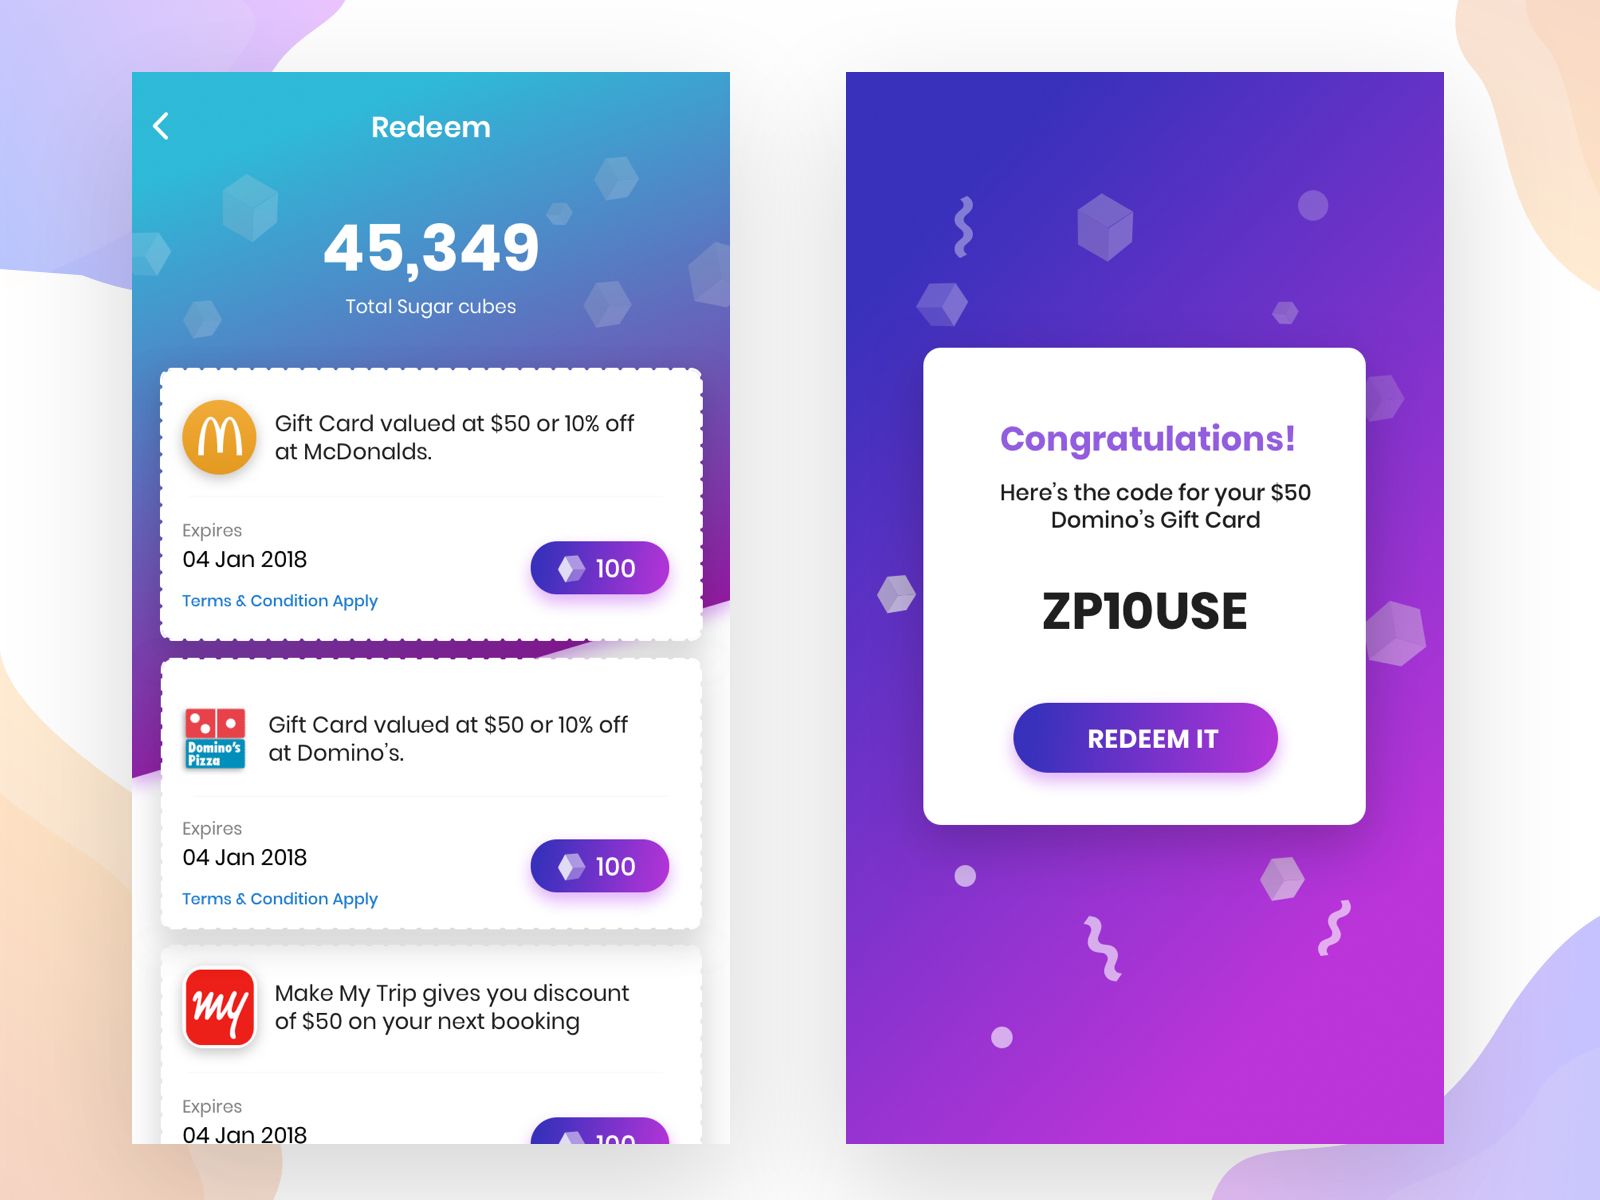 Redeem
45,349
Total Sugar cubes
Gift Card valued at $50 or 10% off
at McDonalds.
Expires
04 Jan 2018
100
Terms & Condition Apply
Domino's
Pizza
Gift Card valued at $50 or 10% off
at Domino's.
Expires
04 Jan 2018
100
Terms & Condition Apply
my
Make My Trip gives you discount
of $50 on your next booking
Expires
04 Jan 2018
100
Congratulations!
Here's the code for your $50
Domino's Gift Card
ZP10USE
REDEEM IT